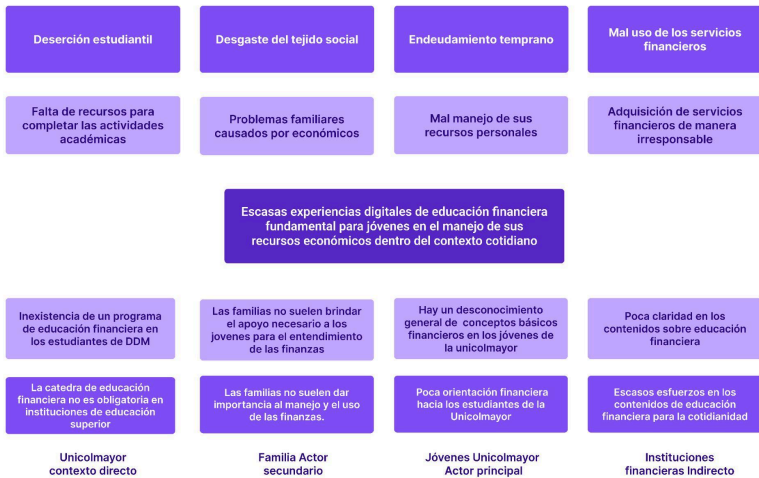 Deserción estudiantil
Desgaste del tejido social
Endeudamiento temprano
Mal uso de los servicios
financieros
Falta de recursos para
completar las actividades
académicas
Problemas familiares
causados por económicos
Mal manejo de sus
recursos personales
Adquisición de servicios
financieros de manera
irresponsable
Escasas experiencias digitales de educación financiera
fundamental para jóvenes en el manejo de sus
recursos económicos dentro del contexto cotidiano
Inexistencia de un programa
de educación financiera en
los estudiantes de DDM
Las familias no suelen brindar
el apoyo necesario a los
jovenes para el entendimiento
de las finanzas
Hay un desconocimiento
general de conceptos básicos
financieros en los jóvenes de
la unicolmayor
Poca claridad en los
contenidos sobre educación
financiera
La catedra de educación
financiera no es obligatoria en
instituciones de educación
superior
Las familias no suelen dar
importancia al manejo y el uso
de las finanzas.
Poca orientación financiera
hacia los estudiantes de la
Unicolmayor
Escasos esfuerzos en los
contenidos de educación
financiera para la cotidianidad
Unicolmayor
contexto directo
Familia Actor
secundario
Jóvenes Unicolmayor
Actor principal
Instituciones
financieras Indirecto